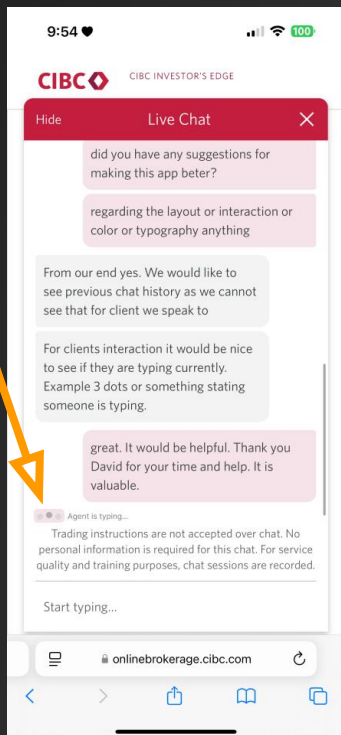 9:54
100
CIBC
CIBC INVESTOR'S EDGE
Hide
Live Chat
did you have any suggestions for
making this app beter?
regarding the layout or interaction or
color or typography anything
From our end yes. We would like to
see previous chat history as we cannot
see that for client we speak to
For clients interaction it would be nice
to see if they are typing currently.
Example 3 dots or something stating
someone is typing.
great. It would be helpful. Thank you
David for your time and help. It is
valuable.
Agent is typing...
Trading instructions are not accepted over chat. No
personal information is required for this chat. For service
quality and training purposes, chat sessions are recorded.
Start typing...
onlinebrokerage.cibc.com